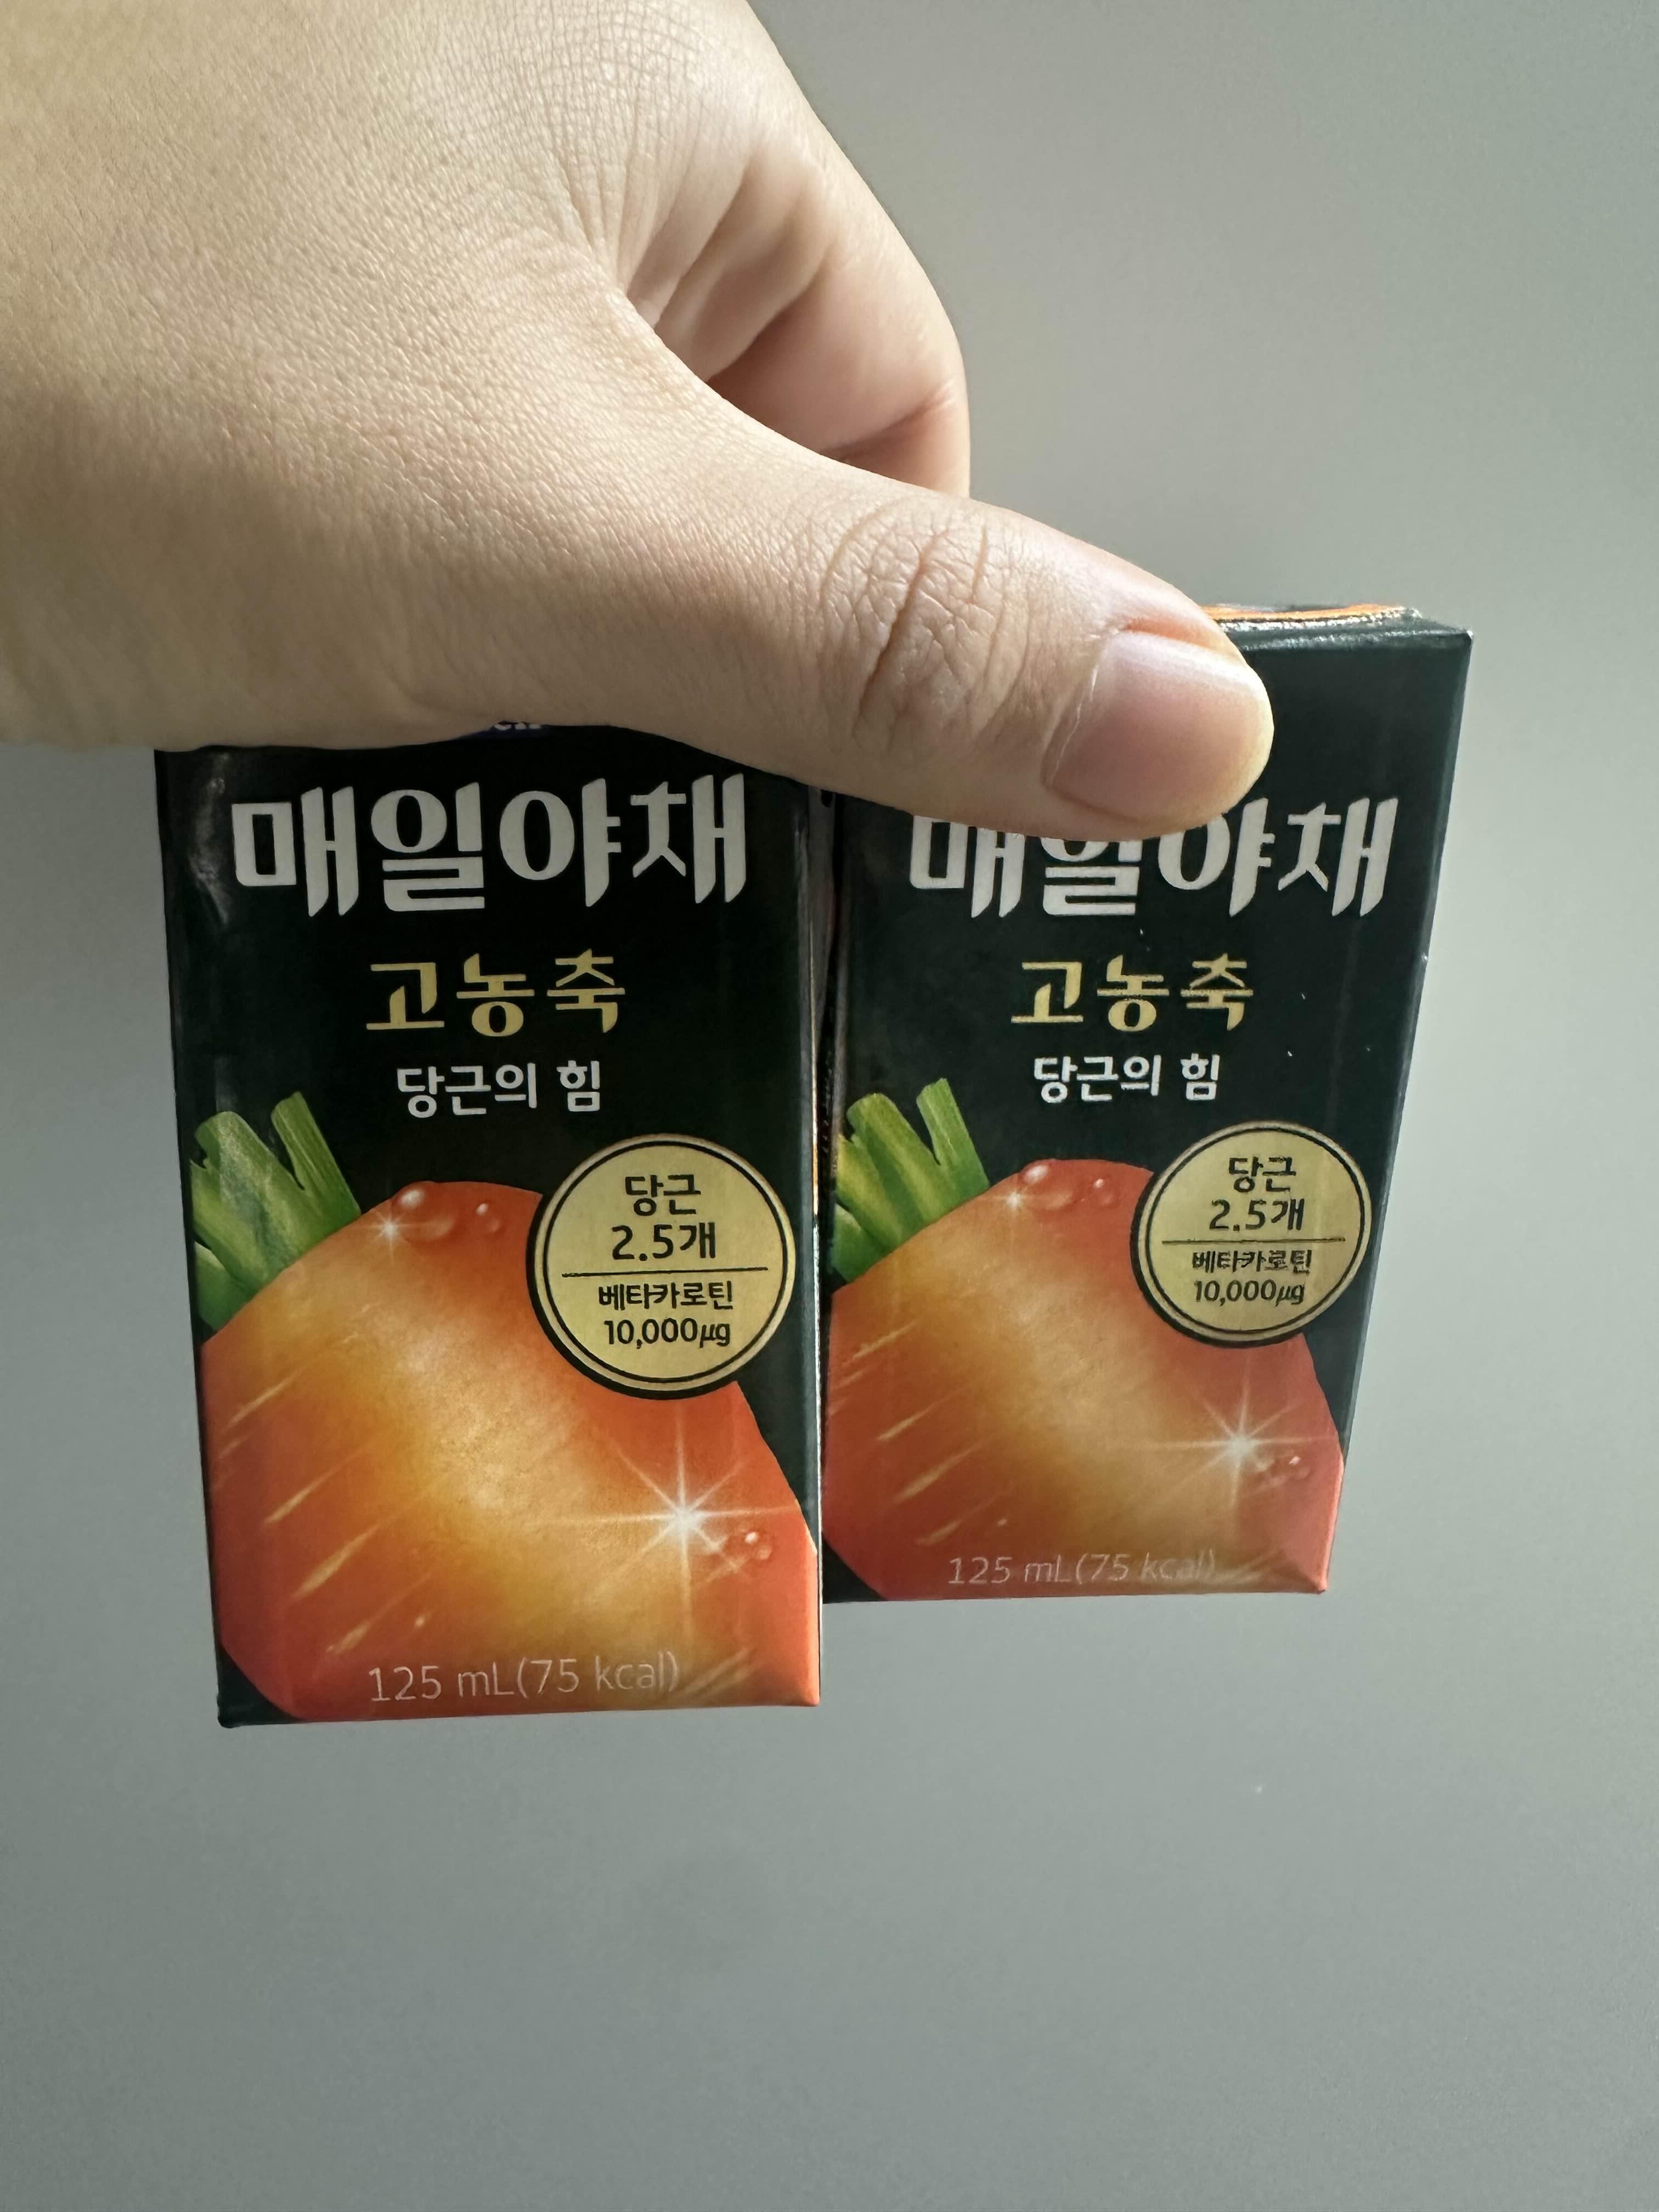 매일야채
고농축
당근의 힘
당근
2.5개
베타카로틴
10,000μg
125 mL(75 kcal)
매일야채
고농축
당근의 힘
당근
2.5개
베타카로틴
10,000μg
125 mL(75 kcal)